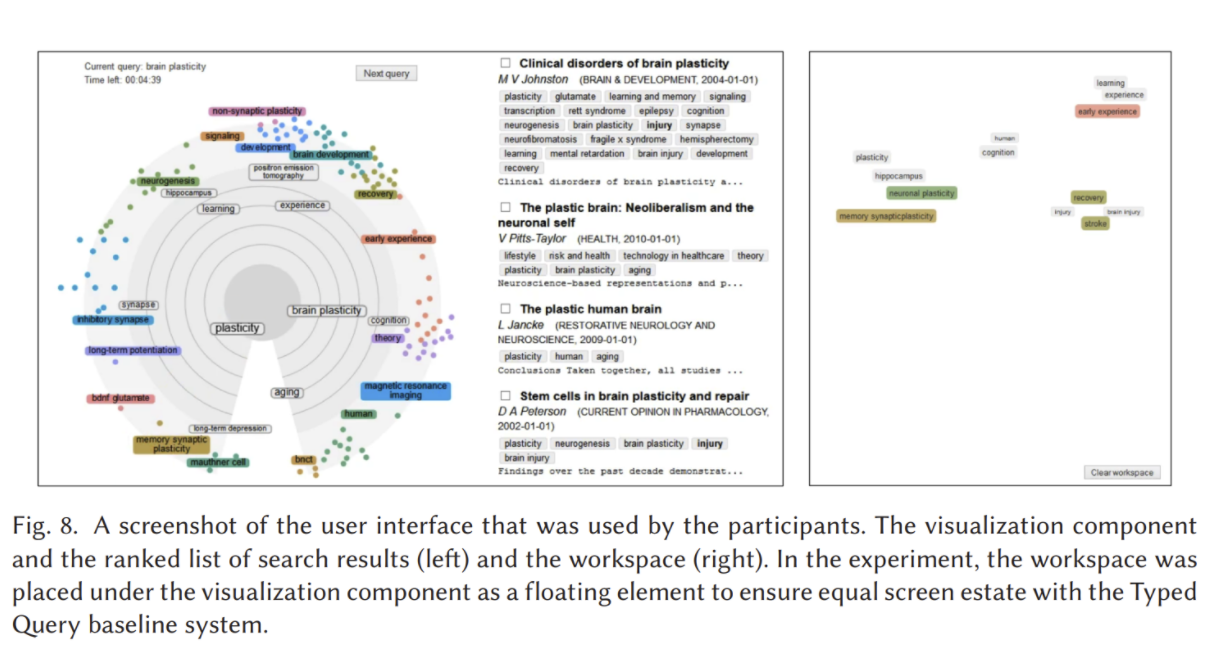 Current query: brain plasticity
Time left: 00:04:39
Next query
non-synaptic plasticity
signaling
development
brain development
positron emission
tomography
neurogenesis
hippocampus
recovery
learning
experience
early experience
synapse
brain plasticity
inhibitory synapse
cognition
plasticity
theory
long-term potentiation
magnetic resonance
imaging
aging
bdnf glutamate
human
long-term depression
memory synaptic
plasticity
mauthner cell
bnct
Clinical disorders of brain plasticity
M V Johnston (BRAIN & DEVELOPMENT, 2004-01-01)
plasticity glutamate learning and memory signaling
transcription rett syndrome epilepsy cognition
neurogenesis brain plasticity injury synapse
neurofibromatosis fragile x syndrome hemispherectomy
learning mental retardation brain injury development
recovery
Clinical disorders of brain plasticity a...
The plastic brain: Neoliberalism and the
neuronal self
V Pitts-Taylor (HEALTH, 2010-01-01)
lifestyle risk and health technology in healthcare theory
plasticity brain plasticity aging
Neuroscience-based representations and p...
The plastic human brain
L Jancke (RESTORATIVE NEUROLOGY AND
NEUROSCIENCE, 2009-01-01)
plasticity human aging
Conclusions Taken together, all studies ...
Stem cells in brain plasticity and repair
D A Peterson (CURRENT OPINION IN PHARMACOLOGY,
2002-01-01)
plasticity neurogenesis brain plasticity injury
brain injury
Findings over the past decade demonstrat...
learning
experience
early experience
human
cognition
plasticity
hippocampus
neuronal plasticity
recovery
memory synapticplasticity
injury
brain injury
stroke
Clear workspace
Fig. 8. A screenshot of the user interface that was used by the participants. The visualization component
and the ranked list of search results (left) and the workspace (right). In the experiment, the workspace was
placed under the visualization component as a floating element to ensure equal screen estate with the Typed
Query baseline system.